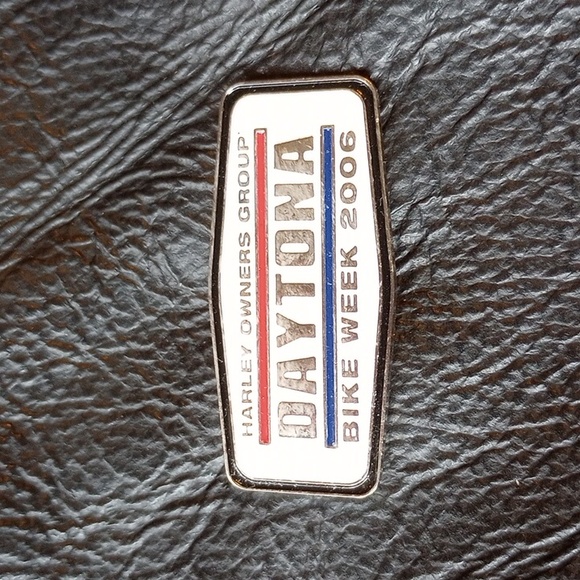 HARLEY OWNERS GROUP
DAYTONA
BIKE WEEK 2006